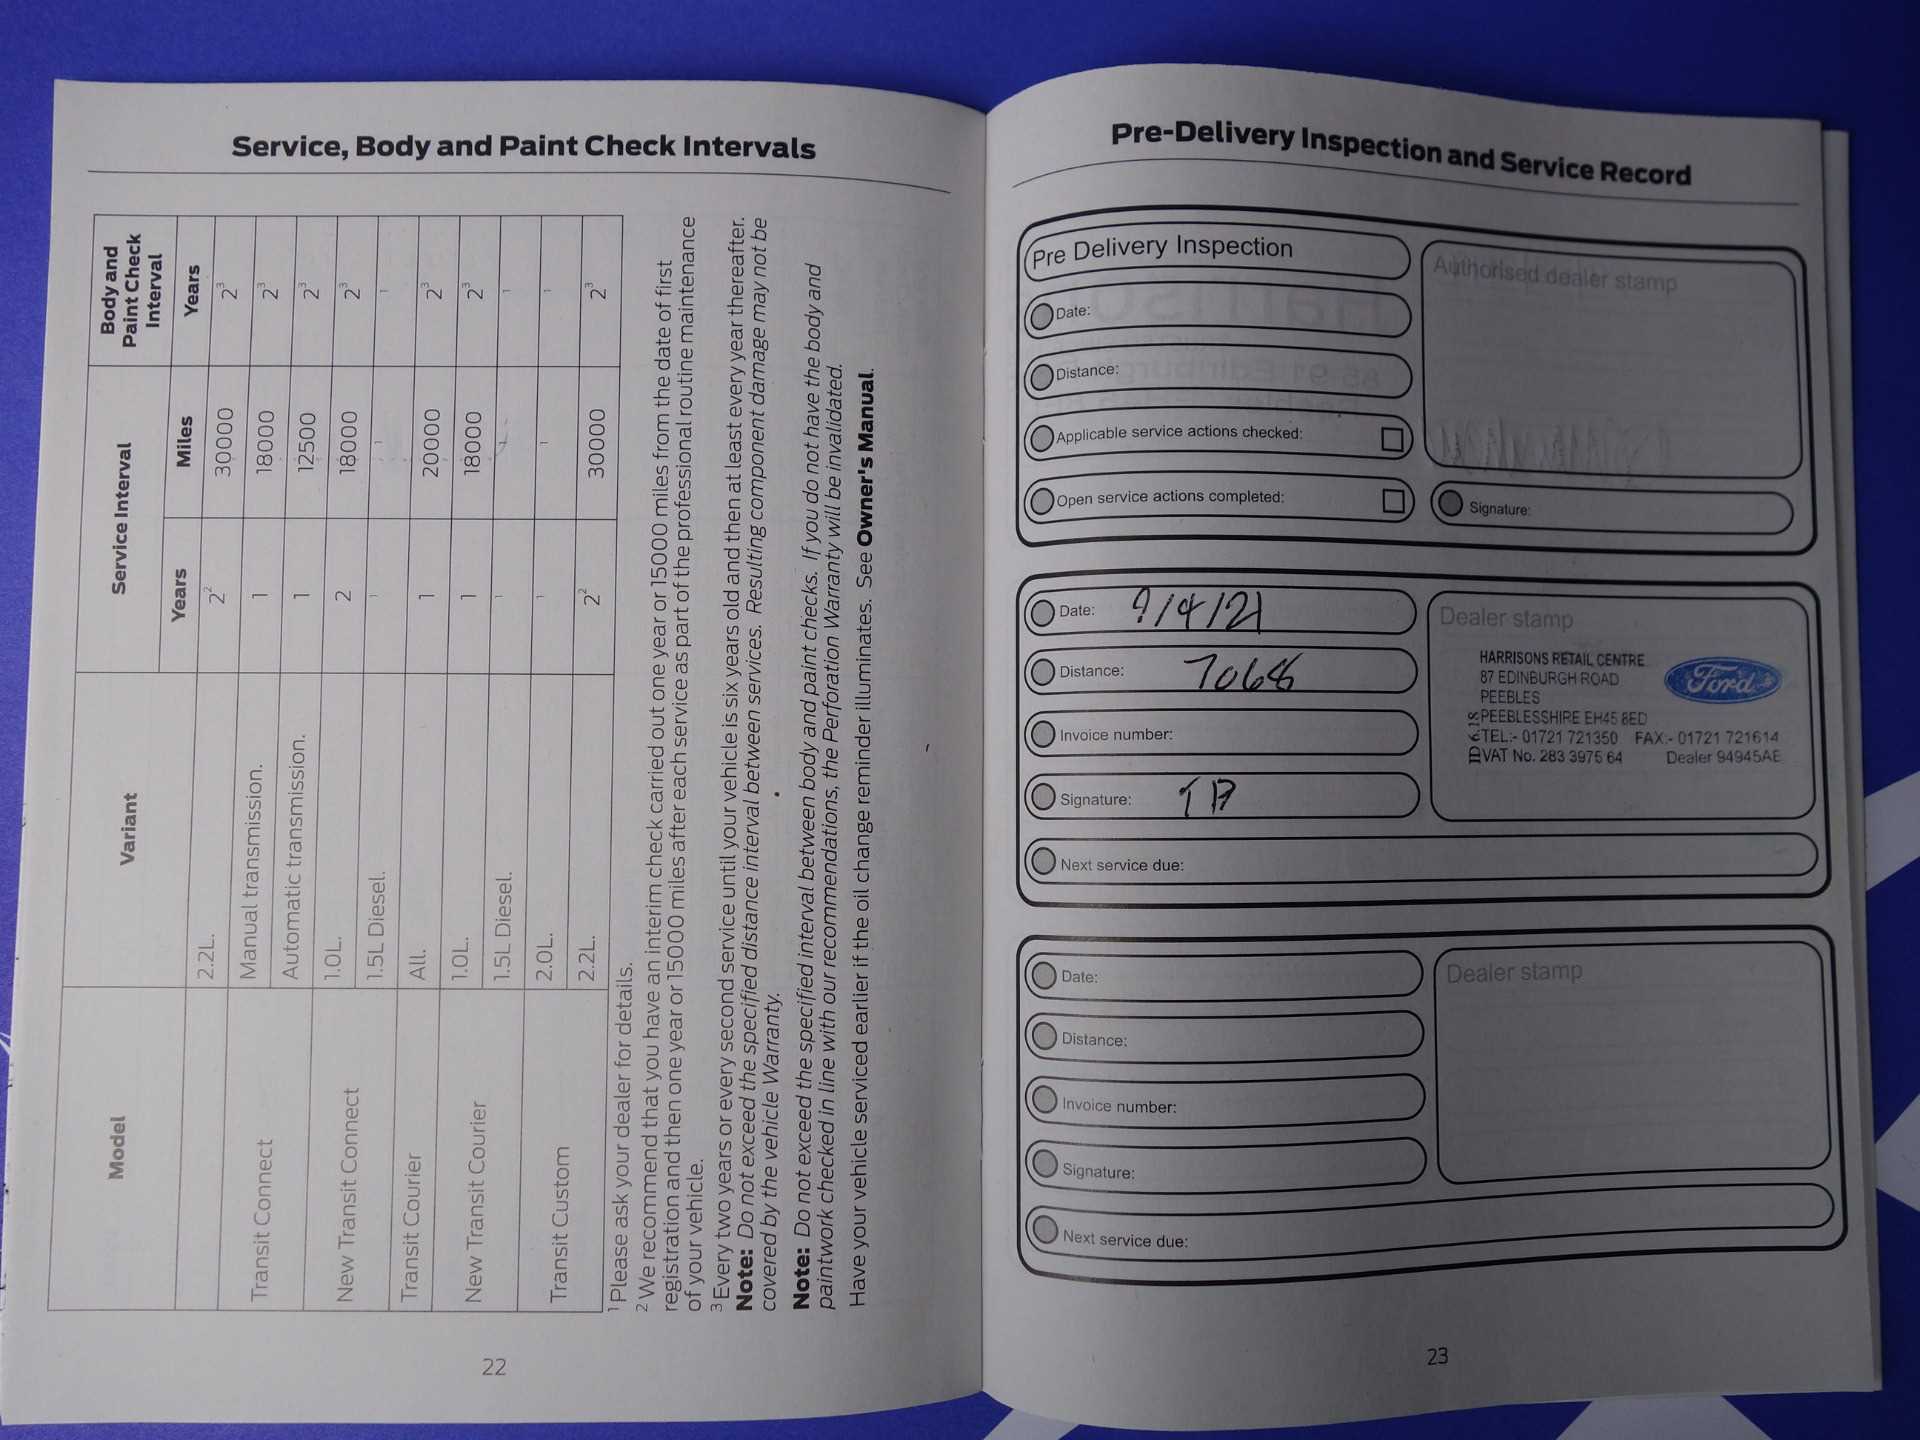 Service, Body and Paint Check Intervals
Model Variant Service Interval Body and Paint Check Interval
Years Miles Years
2.2L. 2² 30000 2³
Transit Connect Manual transmission. 1 18000 2³
Automatic transmission. 1 12500 2³
New Transit Connect 1.0L. 2 18000 2³
1.5L Diesel. ¹ ¹ ¹
Transit Courier All. 1 20000 2³
New Transit Courier 1.0L. 1 18000 2³
1.5L Diesel. ¹ ¹ ¹
Transit Custom 2.0L. ¹ ¹ ¹
2.2L. 2² 30000 2³
¹ Please ask your dealer for details.
² We recommend that you have an interim check carried out one year or 15000 miles from the date of first
registration and then one year or 15000 miles after each service as part of the professional routine maintenance
of your vehicle.
³ Every two years or every second service until your vehicle is six years old and then at least every year thereafter.
Note: Do not exceed the specified distance interval between services. Resulting component damage may not be
covered by the vehicle Warranty.
Note: Do not exceed the specified interval between body and paint checks. If you do not have the body and
paintwork checked in line with our recommendations, the Perforation Warranty will be invalidated.
Have your vehicle serviced earlier if the oil change reminder illuminates. See Owner's Manual.
22
Pre-Delivery Inspection and Service Record
Pre Delivery Inspection
Date:
Distance:
Applicable service actions checked:
Open service actions completed:
Authorised dealer stamp
Signature:
Date: 9/4/21
Distance: 7068
Invoice number:
Signature:
Next service due:
Dealer stamp
HARRISONS RETAIL CENTRE
87 EDINBURGH ROAD
PEEBLES
PEEBLESSHIRE EH45 8ED
TEL:- 01721 721350 FAX:- 01721 721614
VAT No. 283 3975 64 Dealer 94945AE
Ford
Date:
Distance:
Invoice number:
Signature:
Next service due:
Dealer stamp
23